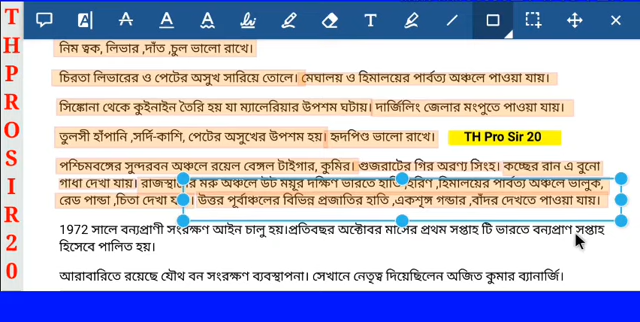 T
H
P
R
O
S
I
R
2
0
নিম ত্বক, লিভার ,দাঁত ,চুল ভালো রাখে।
চিরতা লিভারের ও পেটের অসুখ সারিয়ে তোলে। মেঘালয় ও হিমালয়ের পার্বত্য অঞ্চলে পাওয়া যায়।
সিঙ্কোনা থেকে কুইনাইন তৈরি হয় যা ম্যালেরিয়ার উপশম ঘটায়। দার্জিলিং জেলার মংপুতে পাওয়া যায়।
তুলসী হাঁপানি ,সর্দি-কাশি, পেটের অসুখের উপশম হয়। হৃদপিণ্ড ভালো রাখে। TH Pro Sir 20
পশ্চিমবঙ্গের সুন্দরবন অঞ্চলে রয়েল বেঙ্গল টাইগার, কুমির। গুজরাটের গির অরণ্য সিংহ। কচ্ছের রান এ বুনো
গাধা দেখা যায়। রাজস্থানের মরু অঞ্চলে উট ময়ূর দাক্ষিণ ভারতে হাতি ,হরিণ ,হিমালয়ের পার্বত্য অঞ্চলে ভালুক,
রেড পান্ডা ,চিতা দেখা যায়। উত্তর পূর্বাঞ্চলের বিভিন্ন প্রজাতির হাতি ,একশৃঙ্গ গন্ডার ,বাঁদর দেখতে পাওয়া যায়।
1972 সালে বন্যপ্রাণী সংরক্ষণ আইন চালু হয়।প্রতিবছর অক্টোবর মাসের প্রথম সপ্তাহ টি ভারতে বন্যপ্রাণ সপ্তাহ
হিসেবে পালিত হয়।
আরাবারিতে রয়েছে যৌথ বন সংরক্ষণ ব্যবস্থাপনা। সেখানে নেতৃত্ব দিয়েছিলেন অজিত কুমার ব্যানার্জি।